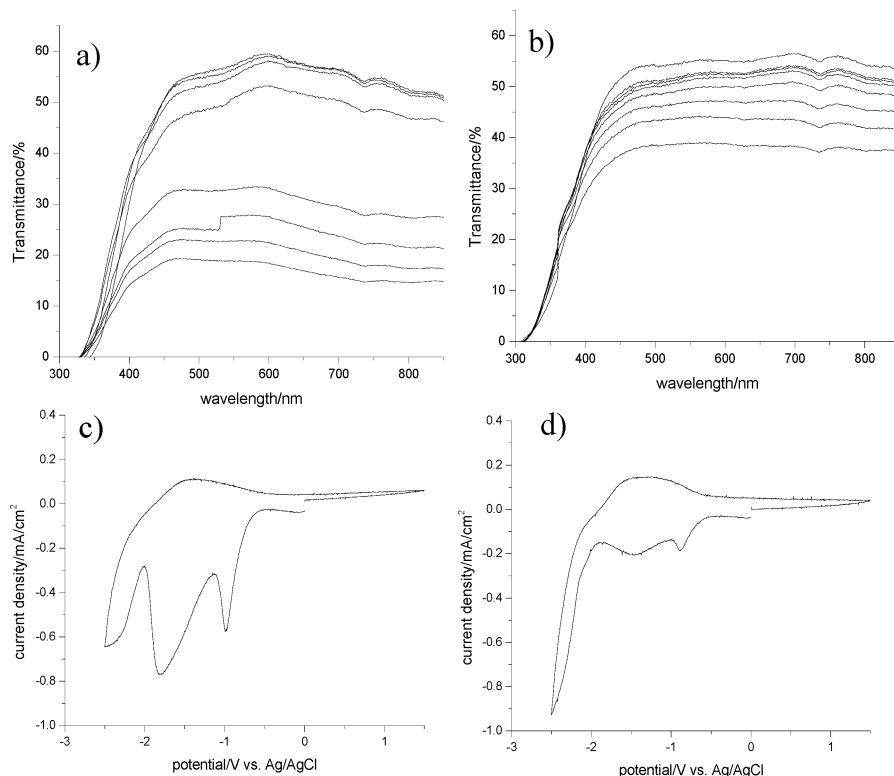 a)
60
50
40
30
20
10
0
Transmittance/%
300 400 500 600 700 800
wavelength/nm
b)
60
50
40
30
20
10
0
Transmittance/%
300 400 500 600 700 800
wavelength/nm
c)
0.4
0.2
0.0
-0.2
-0.4
-0.6
-0.8
-1.0
current density/mA/cm²
-3 -2 -1 0 1
potential/V vs. Ag/AgCl
d)
0.4
0.2
0.0
-0.2
-0.4
-0.6
-0.8
-1.0
current density/mA/cm²
-3 -2 -1 0 1
potential/V vs. Ag/AgCl